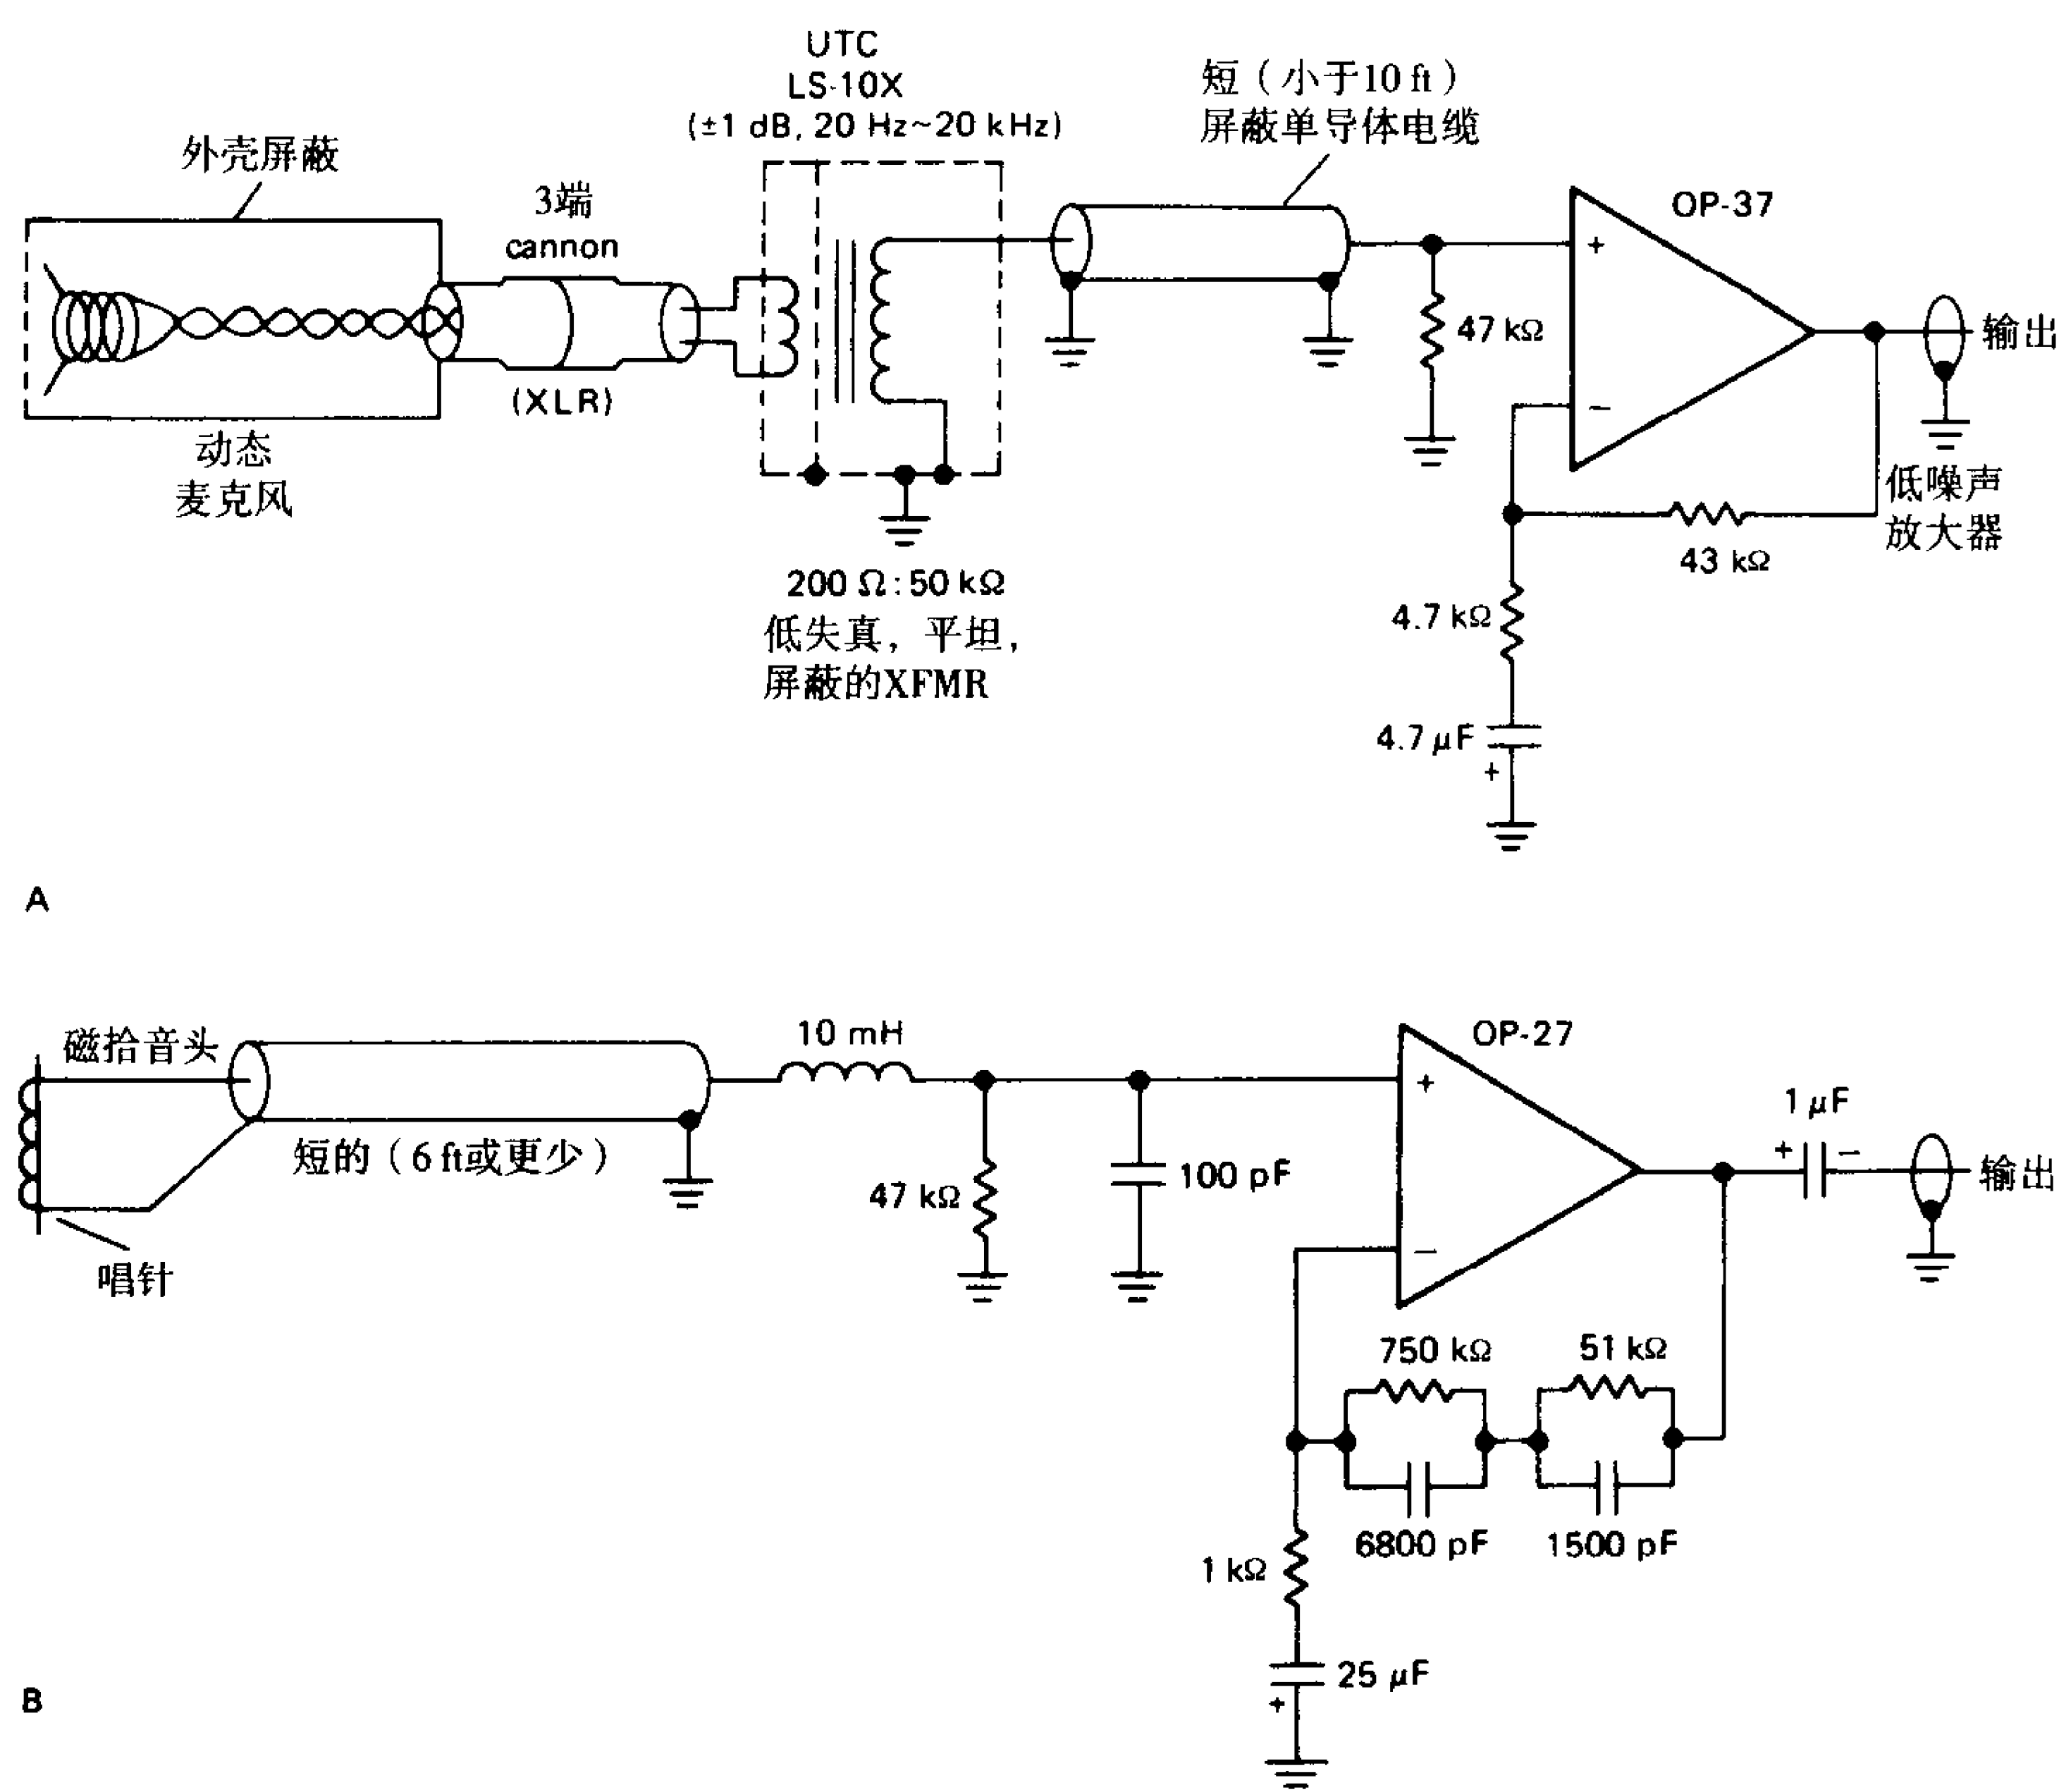 UTC
LS-10X
(±1 dB, 20 Hz~20 kHz)
短（小于10 ft）
屏蔽单导体电缆
外壳屏蔽
3端
cannon
(XLR)
动态
麦克风
200 Ω:50 kΩ
低失真，平坦，
屏蔽的XFMR
OP-37
+
−
47 kΩ
输出
低噪声
放大器
43 kΩ
4.7 kΩ
4.7 μF
+
A
磁拾音头
短的（6 ft或更少）
唱针
10 mH
47 kΩ
100 pF
OP-27
+
−
1 μF
+ −
输出
750 kΩ
51 kΩ
6800 pF
1500 pF
1 kΩ
25 μF
+
B